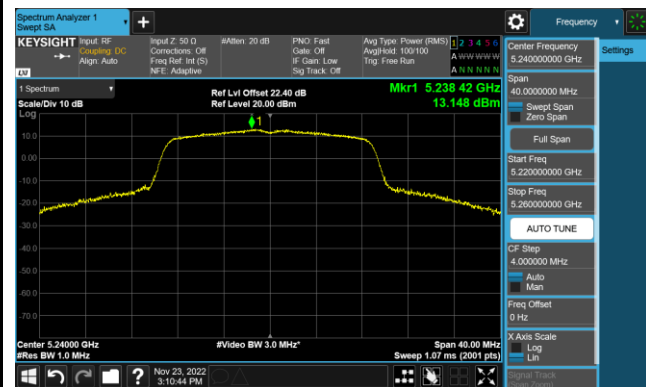 Spectrum Analyzer 1
Swept SA
Frequency
KEYSIGHT
Input: RF
Coupling: DC
Align: Auto
Input Z: 50 Ω
Corrections: Off
Freq Ref: Int (S)
NFE: Adaptive
#Atten: 20 dB
PNO: Fast
Gate: Off
IF Gain: Low
Sig Track: Off
Avg Type: Power (RMS)
Avg|Hold: 100/100
Trig: Free Run
1 2 3 4 5 6
A W W W W W
A N N N N N
LXI
1 Spectrum
Scale/Div 10 dB
Log
Ref Lvl Offset 22.40 dB
Ref Level 20.00 dBm
Mkr1 5.238 42 GHz
13.148 dBm
1
10.0
0.00
-10.0
-20.0
-30.0
-40.0
-50.0
-60.0
-70.0
Center 5.24000 GHz
#Res BW 1.0 MHz
#Video BW 3.0 MHz*
Span 40.00 MHz
Sweep 1.07 ms (2001 pts)
Center Frequency
5.240000000 GHz
Span
40.0000000 MHz
Swept Span
Zero Span
Full Span
Start Freq
5.220000000 GHz
Stop Freq
5.260000000 GHz
AUTO TUNE
CF Step
4.000000 MHz
Auto
Man
Freq Offset
0 Hz
X Axis Scale
Log
Lin
Signal Track
(Span Zoom)
Settings
Nov 23, 2022
3:10:44 PM